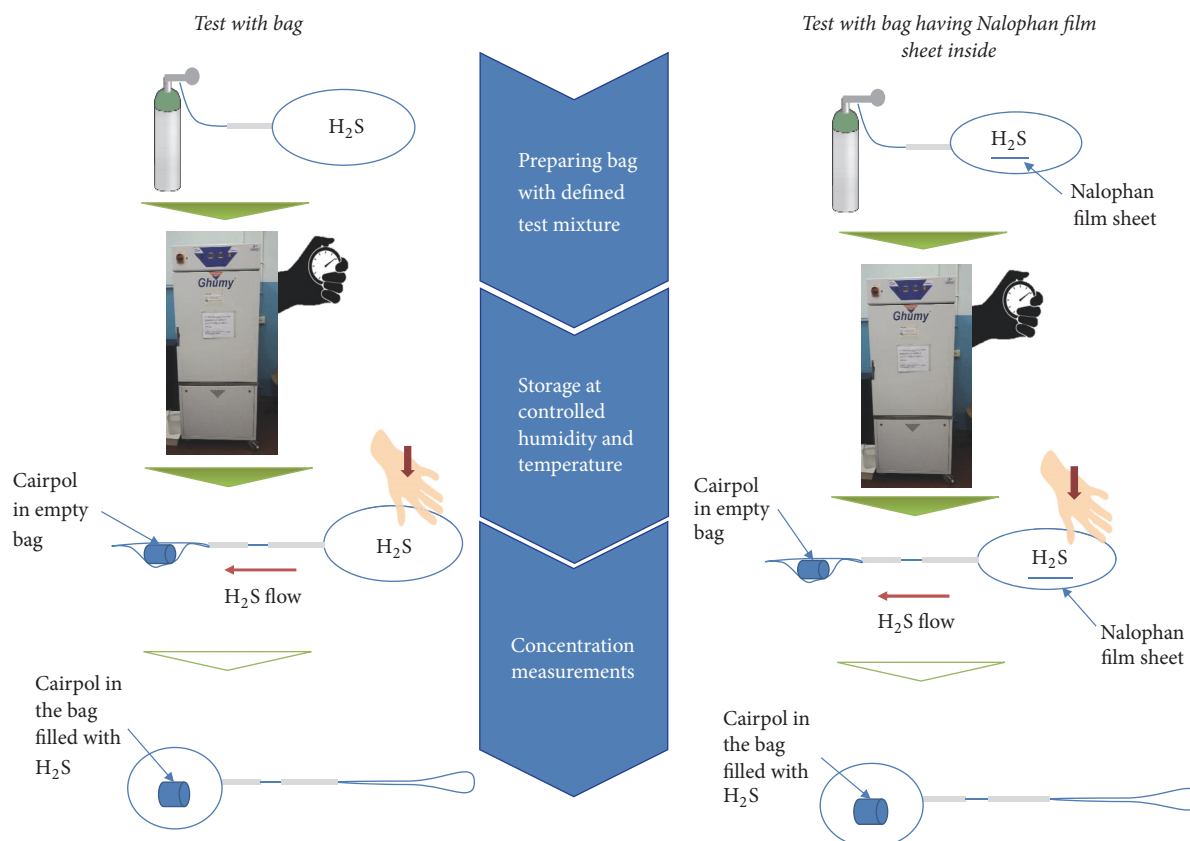 Test with bag
H₂S
Ghumy
Cairpol
in empty
bag
H₂S
H₂S flow
Cairpol in
the bag
filled with
H₂S
Preparing bag
with defined
test mixture
Storage at
controlled
humidity and
temperature
Concentration
measurements
Test with bag having Nalophan film
sheet inside
H₂S
Nalophan
film sheet
Ghumy
Cairpol
in empty
bag
H₂S
H₂S flow
Nalophan
film sheet
Cairpol in
the bag
filled with
H₂S